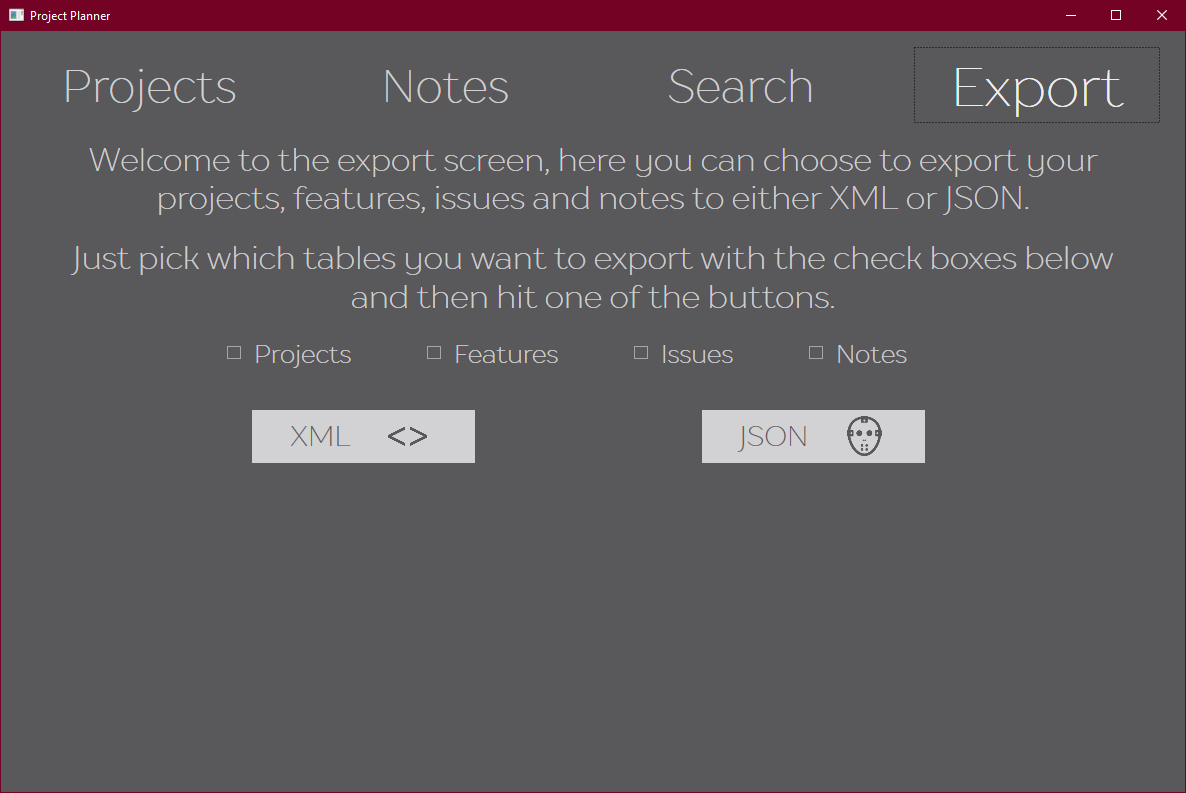 Project Planner
Projects Notes Search Export
Welcome to the export screen, here you can choose to export your
projects, features, issues and notes to either XML or JSON.
Just pick which tables you want to export with the check boxes below
and then hit one of the buttons.
Projects Features Issues Notes
XML <> JSON